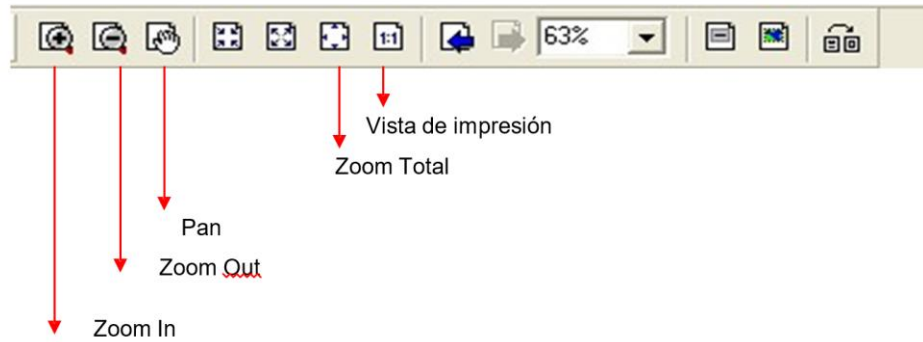 1:1
63%
Vista de impresión
Zoom Total
Pan
Zoom Out
Zoom In